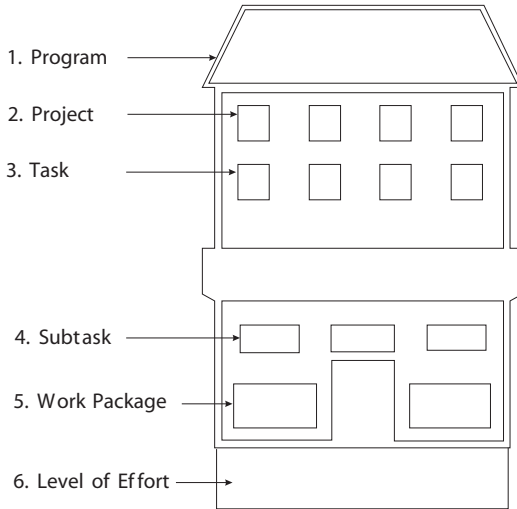 1. Program
2. Project
3. Task
4. Subtask
5. Work Package
6. Level of Effort